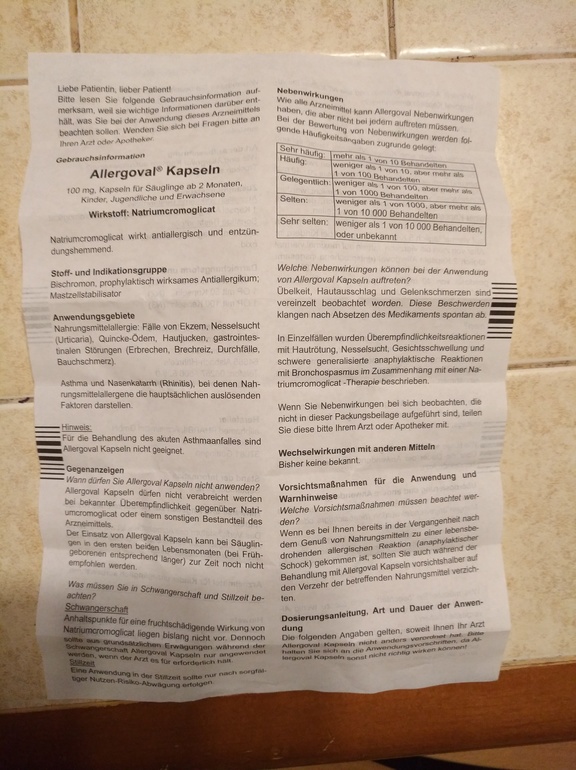 Liebe Patientin, lieber Patient!
Bitte lesen Sie folgende Gebrauchsinformation auf-
merksam, weil sie wichtige Informationen darüber ent-
hält, was Sie bei der Anwendung dieses Arzneimittels
beachten sollen. Wenden Sie sich bei Fragen bitte an
Ihren Arzt oder Apotheker.
Gebrauchsinformation
Allergoval® Kapseln
100 mg, Kapseln für Säuglinge ab 2 Monaten,
Kinder, Jugendliche und Erwachsene
Wirkstoff: Natriumcromoglicat
Natriumcromoglicat wirkt antiallergisch und entzün-
dungshemmend.
Stoff- und Indikationsgruppe
Bischromon, prophylaktisch wirksames Antiallergikum;
Mastzellstabilisator
Anwendungsgebiete
Nahrungsmittelallergie: Fälle von Ekzem, Nesselsucht
(Urticaria), Quincke-Ödem, Hautjucken, gastrointes-
tinalen Störungen (Erbrechen, Brechreiz, Durchfälle,
Bauchschmerz).
Asthma und Nasenkatarrh (Rhinitis), bei denen Nah-
rungsmittelallergene die hauptsächlichen auslösenden
Faktoren darstellen.
Hinweis:
Für die Behandlung des akuten Asthmaanfalles sind
Allergoval Kapseln nicht geeignet.
Gegenanzeigen
Wann dürfen Sie Allergoval Kapseln nicht anwenden?
Allergoval Kapseln dürfen nicht verabreicht werden
bei bekannter Überempfindlichkeit gegenüber Natri-
umcromoglicat oder einem sonstigen Bestandteil des
Arzneimittels.
Der Einsatz von Allergoval Kapseln kann bei Säuglin-
gen in den ersten beiden Lebensmonaten (bei Früh-
geborenen entsprechend länger) zur Zeit noch nicht
empfohlen werden.
Was müssen Sie in Schwangerschaft und Stillzeit be-
achten?
Schwangerschaft
Anhaltspunkte für eine fruchtschädigende Wirkung von
Natriumcromoglicat liegen bislang nicht vor. Dennoch
sollte aus grundsätzlichen Erwägungen während der
Schwangerschaft Allergoval Kapseln nur angewendet
werden, wenn der Arzt es für erforderlich hält.
Stillzeit
Eine Anwendung in der Stillzeit sollte nur nach sorgfäl-
tiger Nutzen-Risiko-Abwägung erfolgen.
Nebenwirkungen
Wie alle Arzneimittel kann Allergoval Nebenwirkungen
haben, die aber nicht bei jedem auftreten müssen.
Bei der Bewertung von Nebenwirkungen werden fol-
gende Häufigkeitsangaben zugrunde gelegt:
Sehr häufig: mehr als 1 von 10 Behandelten
Häufig: weniger als 1 von 10, aber mehr als
1 von 100 Behandelten
Gelegentlich: weniger als 1 von 100, aber mehr als
1 von 1000 Behandelten
Selten: weniger als 1 von 1000, aber mehr als
1 von 10 000 Behandelten
Sehr selten: weniger als 1 von 10 000 Behandelten,
oder unbekannt
Welche Nebenwirkungen können bei der Anwendung
von Allergoval Kapseln auftreten?
Übelkeit, Hautausschlag und Gelenkschmerzen sind
vereinzelt beobachtet worden. Diese Beschwerden
klangen nach Absetzen des Medikaments spontan ab.
In Einzelfällen wurden Überempfindlichkeitsreaktionen
mit Hautrötung, Nesselsucht, Gesichtsschwellung und
schwere generalisierte anaphylaktische Reaktionen
mit Bronchospasmus im Zusammenhang mit einer Na-
triumcromoglicat -Therapie beschrieben.
Wenn Sie Nebenwirkungen bei sich beobachten, die
nicht in dieser Packungsbeilage aufgeführt sind, teilen
Sie diese bitte Ihrem Arzt oder Apotheker mit.
Wechselwirkungen mit anderen Mitteln
Bisher keine bekannt.
Vorsichtsmaßnahmen für die Anwendung und
Warnhinweise
Welche Vorsichtsmaßnahmen müssen beachtet wer-
den?
Wenn es bei Ihnen bereits in der Vergangenheit nach
dem Genuß von Nahrungsmitteln zu einer lebensbe-
drohenden allergischen Reaktion (anaphylaktischer
Schock) gekommen ist, sollten Sie auch während der
Behandlung mit Allergoval Kapseln vorsichtshalber auf
den Verzehr der betreffenden Nahrungsmittel verzich-
ten.
Dosierungsanleitung, Art und Dauer der Anwen-
dung
Die folgenden Angaben gelten, soweit Ihnen Ihr Arzt
Allergoval Kapseln nicht anders verordnet hat. Bitte
halten Sie sich an die Anwendungsvorschriften, da Al-
lergoval Kapseln sonst nicht richtig wirken können!